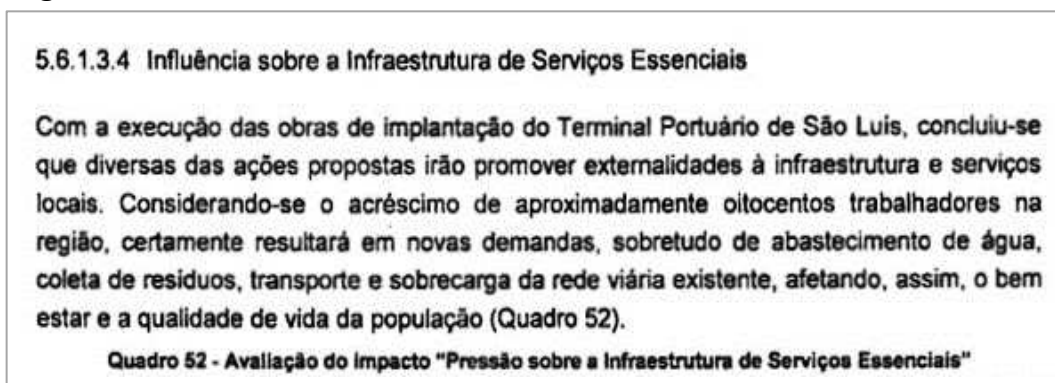 5.6.1.3.4 Influência sobre a Infraestrutura de Serviços Essenciais
Com a execução das obras de implantação do Terminal Portuário de São Luís, concluiu-se
que diversas das ações propostas irão promover externalidades à infraestrutura e serviços
locais. Considerando-se o acréscimo de aproximadamente oitocentos trabalhadores na
região, certamente resultará em novas demandas, sobretudo de abastecimento de água,
coleta de resíduos, transporte e sobrecarga da rede viária existente, afetando, assim, o bem
estar e a qualidade de vida da população (Quadro 52).
Quadro 52 - Avaliação do Impacto "Pressão sobre a Infraestrutura de Serviços Essenciais"